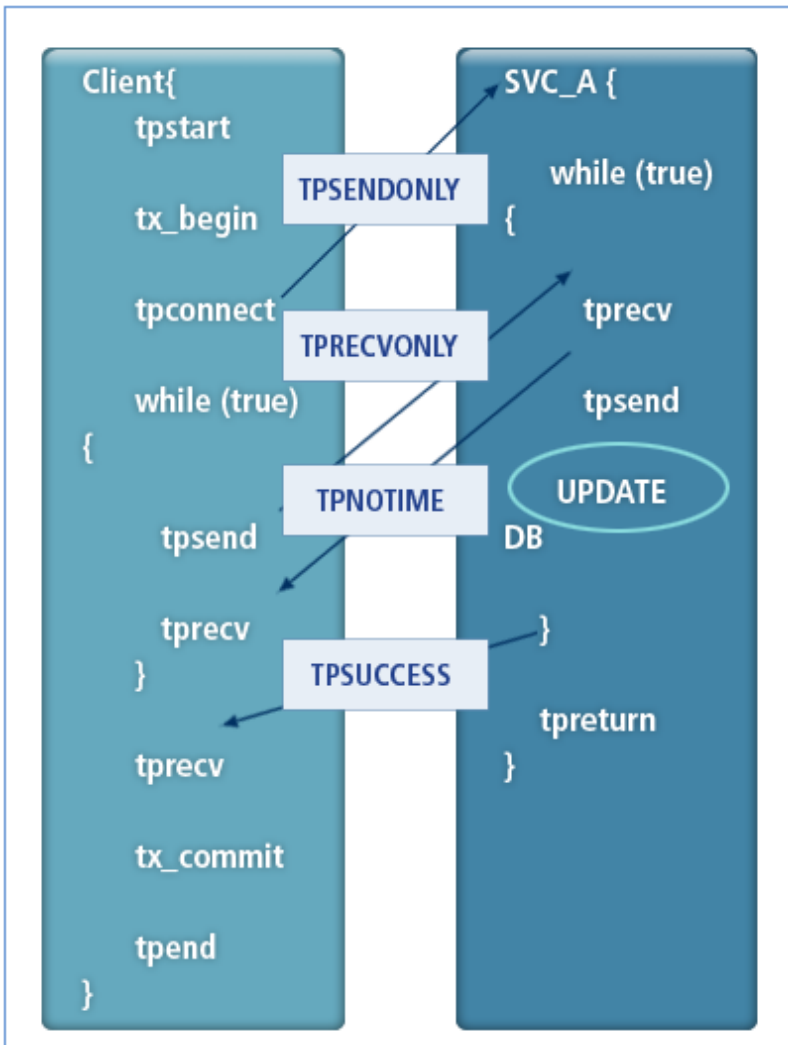 Client{
tpstart
tx_begin
tpconnect
while (true)
{
tpsend
tprecv
}
tprecv
tx_commit
tpend
}
TPSENDONLY
TPRECVONLY
TPNOTIME
TPSUCCESS
SVC_A {
while (true)
{
tprecv
tpsend
UPDATE
DB
}
tpreturn
}